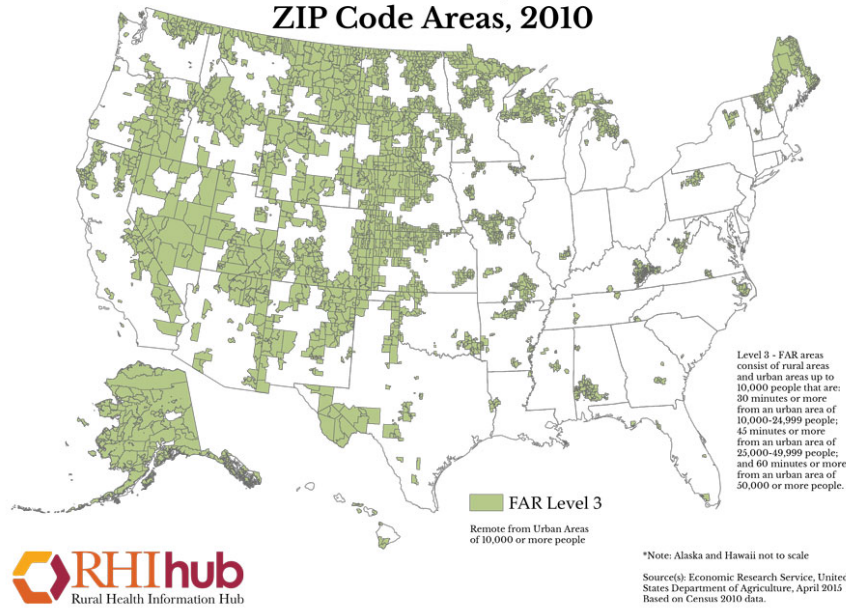 ZIP Code Areas, 2010
Level 3 - FAR areas
consist of rural areas
and urban areas up to
10,000 people that are:
30 minutes or more
from an urban area of
10,000-24,999 people;
45 minutes or more
from an urban area of
25,000-49,999 people;
and 60 minutes or more
from an urban area of
50,000 or more people.
FAR Level 3
Remote from Urban Areas
of 10,000 or more people
RHIhub
Rural Health Information Hub
*Note: Alaska and Hawaii not to scale
Source(s): Economic Research Service, United
States Department of Agriculture, April 2015
Based on Census 2010 data.